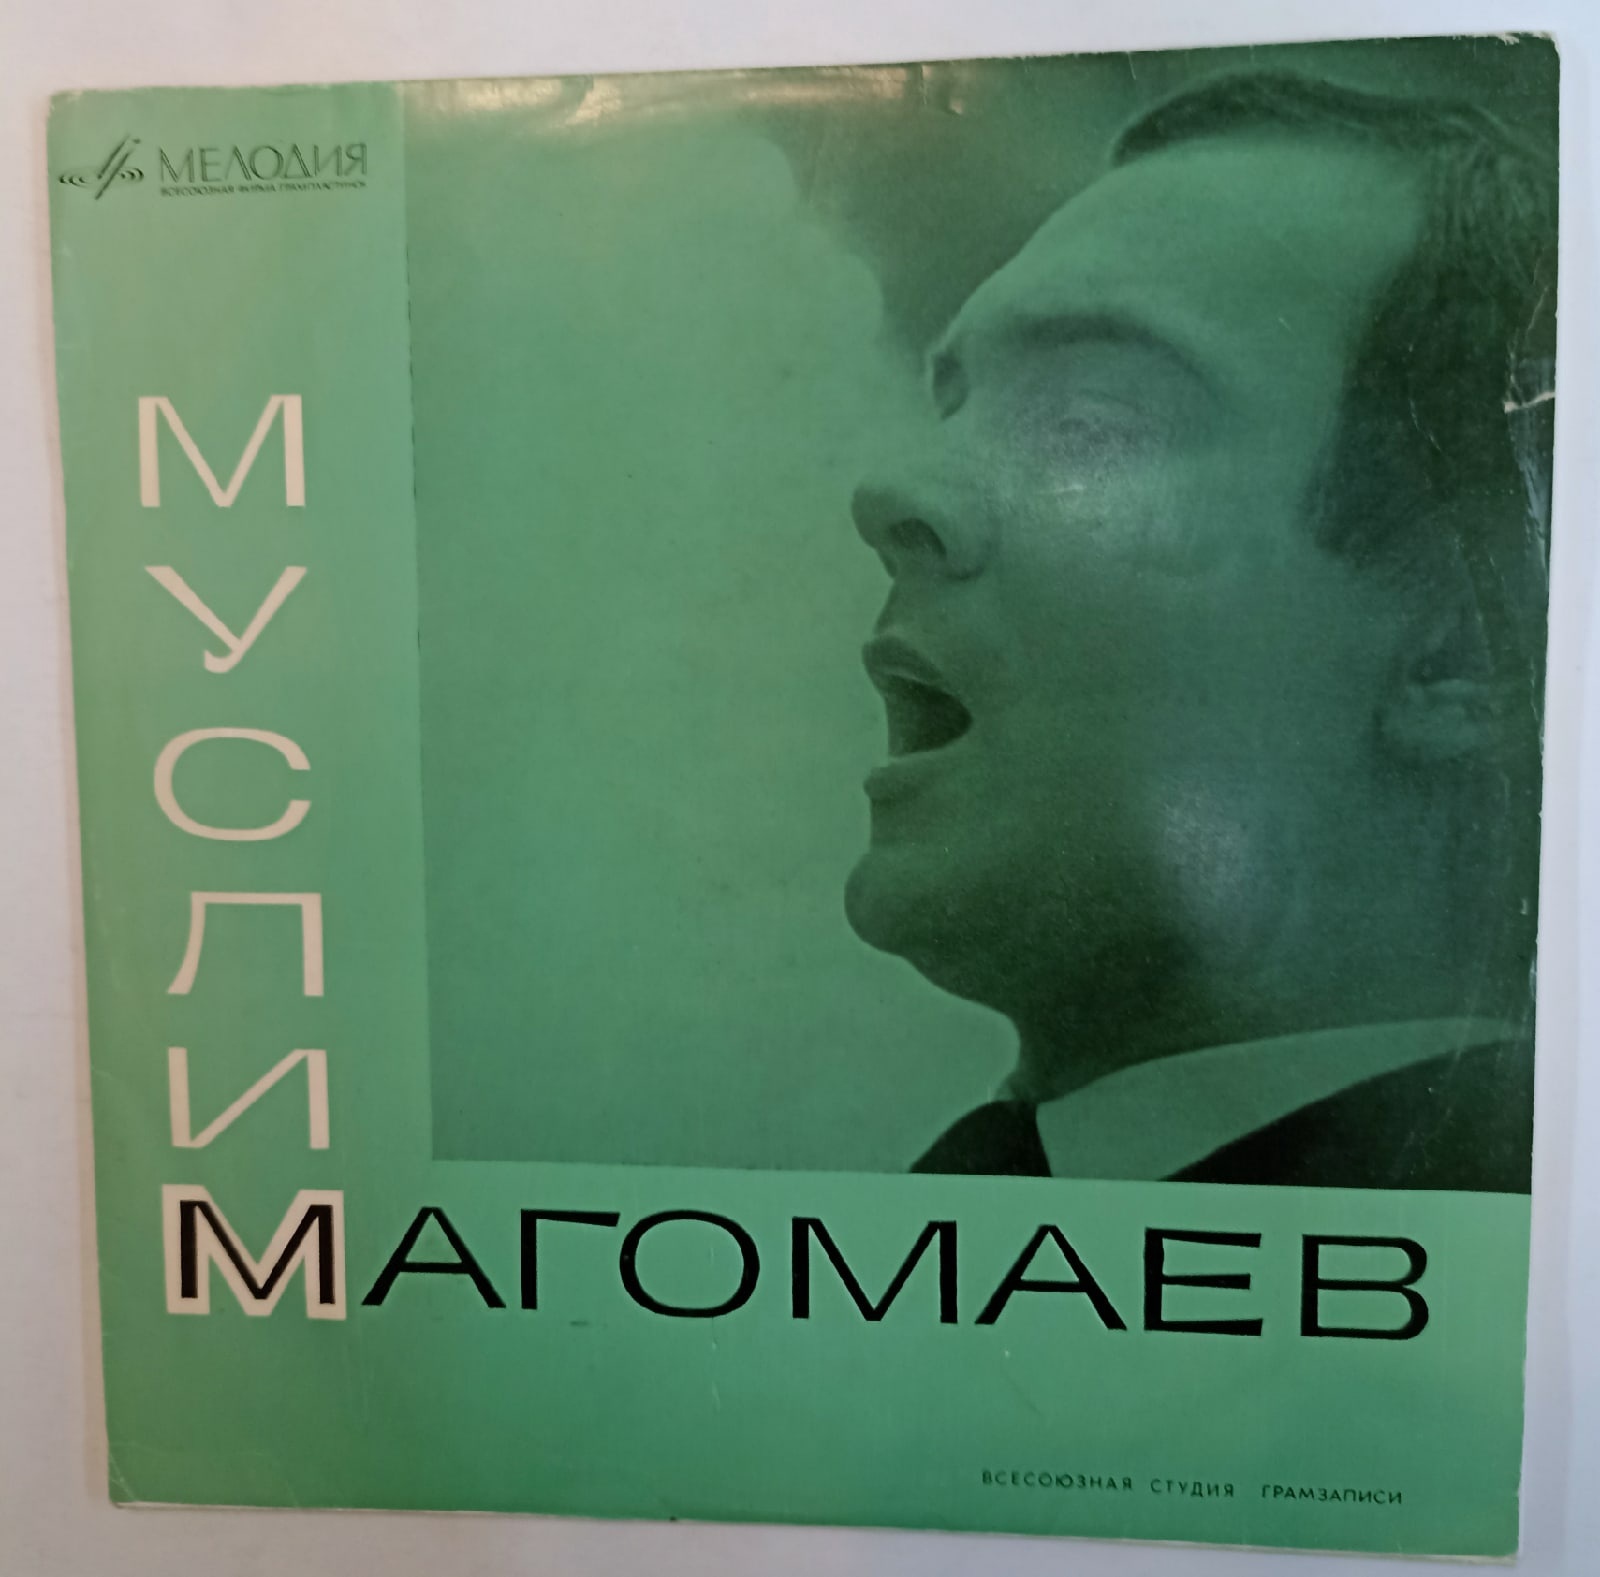 МЕЛОДИЯ
ВСЕСОЮЗНАЯ ФИРМА ГРАМПЛАСТИНОК
МУСЛИМ
МАГОМАЕВ
ВСЕСОЮЗНАЯ СТУДИЯ ГРАМЗАПИСИ